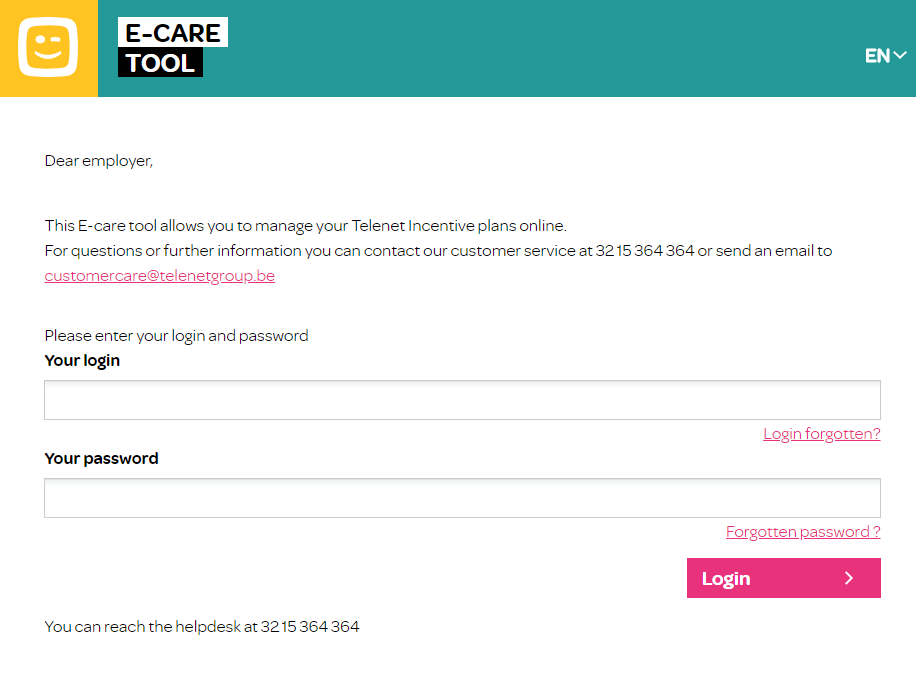 E-CARE
TOOL
EN
Dear employer,
This E-care tool allows you to manage your Telenet Incentive plans online.
For questions or further information you can contact our customer service at 32 15 364 364 or send an email to
customercare@telenetgroup.be
Please enter your login and password
Your login
Login forgotten?
Your password
Forgotten password ?
Login
You can reach the helpdesk at 32 15 364 364